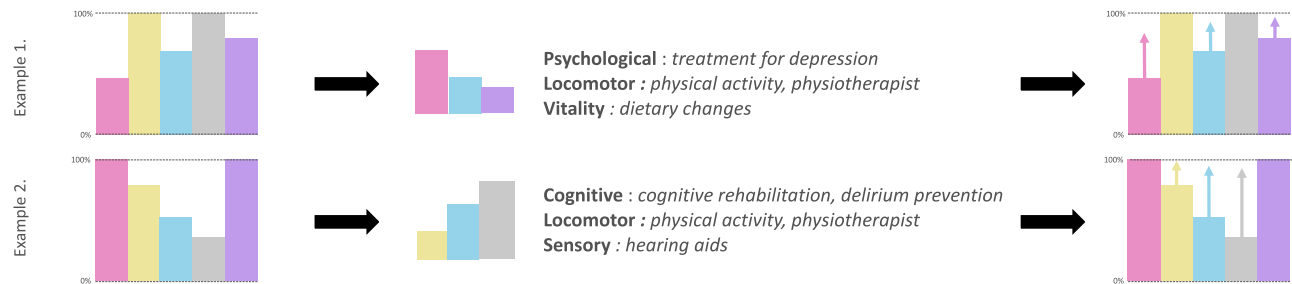 Example 1.
100%
0%
Psychological : treatment for depression
Locomotor : physical activity, physiotherapist
Vitality : dietary changes
100%
0%
Example 2.
100%
0%
Cognitive : cognitive rehabilitation, delirium prevention
Locomotor : physical activity, physiotherapist
Sensory : hearing aids
100%
0%